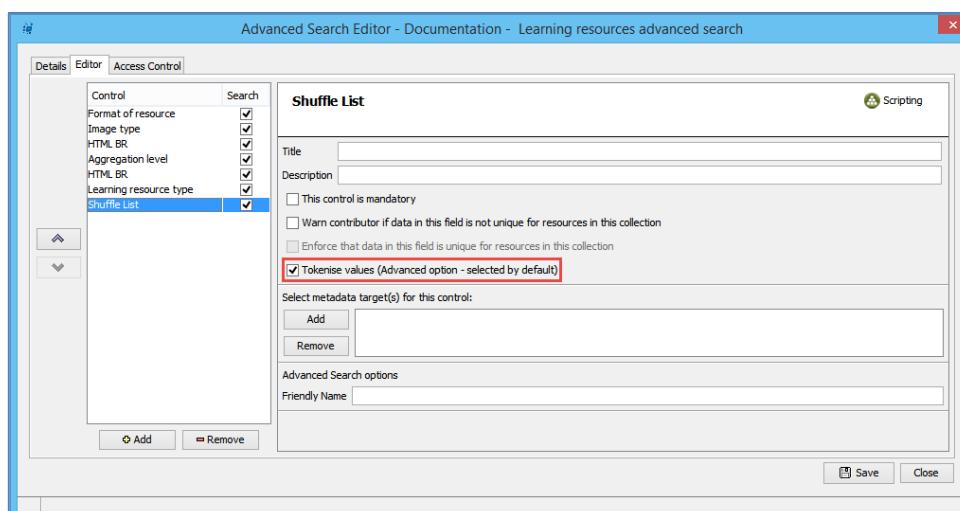 Advanced Search Editor - Documentation - Learning resources advanced search
Details Editor Access Control
Control Search
Format of resource
Image type
HTML BR
Aggregation level
HTML BR
Learning resource type
Shuffle List
Add Remove
Shuffle List Scripting
Title
Description
This control is mandatory
Warn contributor if data in this field is not unique for resources in this collection
Enforce that data in this field is unique for resources in this collection
Tokenise values (Advanced option - selected by default)
Select metadata target(s) for this control:
Add
Remove
Advanced Search options
Friendly Name
Save Close